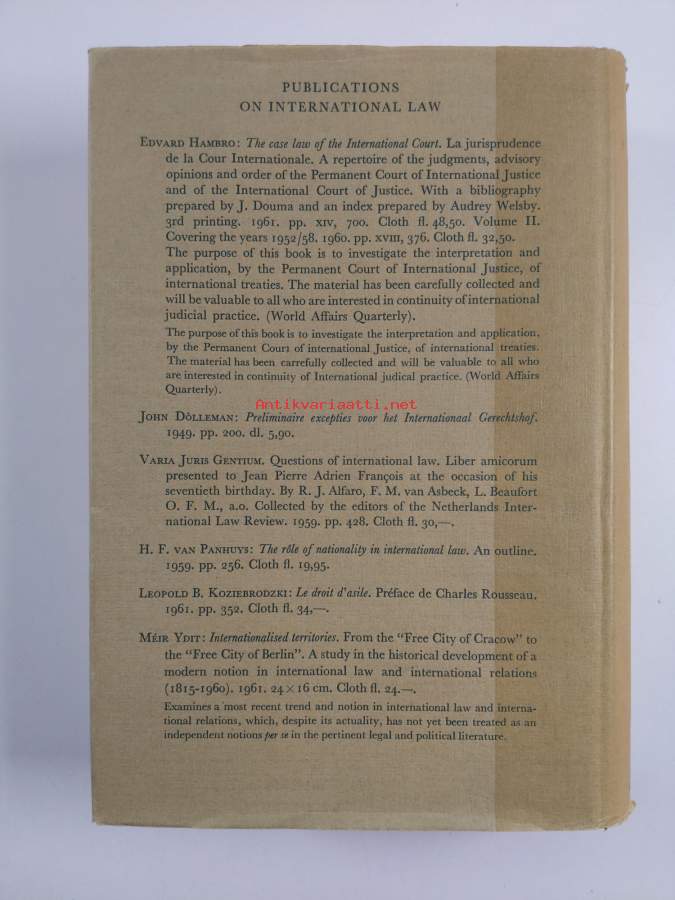 PUBLICATIONS
ON INTERNATIONAL LAW
Edvard Hambro: The case law of the International Court. La jurisprudence
de la Cour Internationale. A repertoire of the judgments, advisory
opinions and order of the Permanent Court of International Justice
and of the International Court of Justice. With a bibliography
prepared by J. Douma and an index prepared by Audrey Welsby.
3rd printing. 1961. pp. XIV, 700. Cloth fl. 48,50. Volume II.
Covering the years 1952/58. 1960. pp. XVIII, 376. Cloth fl. 32,50.
The purpose of this book is to investigate the interpretation and
application, by the Permanent Court of International Justice, of
international treaties. The material has been carefully collected and
will be valuable to all who are interested in continuity of international
judicial practice. (World Affairs Quarterly).
The purpose of this book is to investigate the interpretation and application,
by the Permanent Court of international Justice, of international treaties.
The material has been carrefully collected and will be valuable to all who
are interested in continuity of International judical practice. (World Affairs
Quarterly).
Antikvariaatti.net
John Dölleman: Preliminaire excepties voor het Internationaal Gerechtshof.
1949. pp. 200. dl. 5,90.
Varia Juris Gentium. Questions of international law. Liber amicorum
presented to Jean Pierre Adrien François at the occasion of his
seventieth birthday. By R. J. Alfaro, F. M. van Asbeck, L. Beaufort
O. F. M., a.o. Collected by the editors of the Netherlands Inter-
national Law Review. 1959. pp. 428. Cloth fl. 30,—.
H. F. van Panhuys: The rôle of nationality in international law. An outline.
1959. pp. 256. Cloth fl. 19,95.
Leopold B. Koziebrodzki: Le droit d'asile. Préface de Charles Rousseau.
1961. pp. 352. Cloth fl. 34,—.
Méir Ydit: Internationalised territories. From the "Free City of Cracow" to
the "Free City of Berlin". A study in the historical development of a
modern notion in international law and international relations
(1815-1960). 1961. 24×16 cm. Cloth fl. 24.—.
Examines a most recent trend and notion in international law and interna-
tional relations, which, despite its actuality, has not yet been treated as an
independent notions per se in the pertinent legal and political literature.